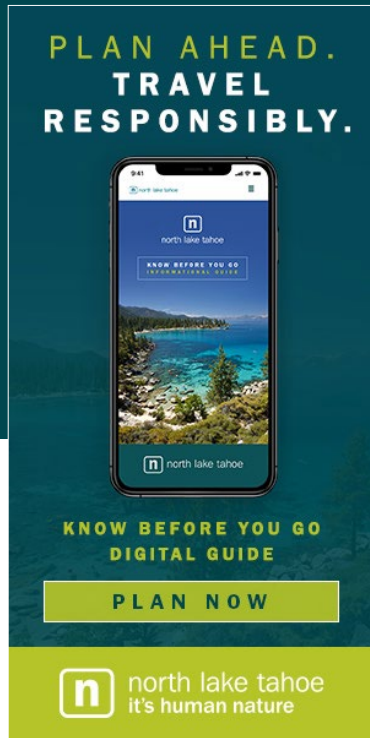 PLAN AHEAD.
TRAVEL
RESPONSIBLY.
9:41
n north lake tahoe
n
north lake tahoe
KNOW BEFORE YOU GO
INFORMATIONAL GUIDE
n north lake tahoe
KNOW BEFORE YOU GO
DIGITAL GUIDE
PLAN NOW
n north lake tahoe
it's human nature